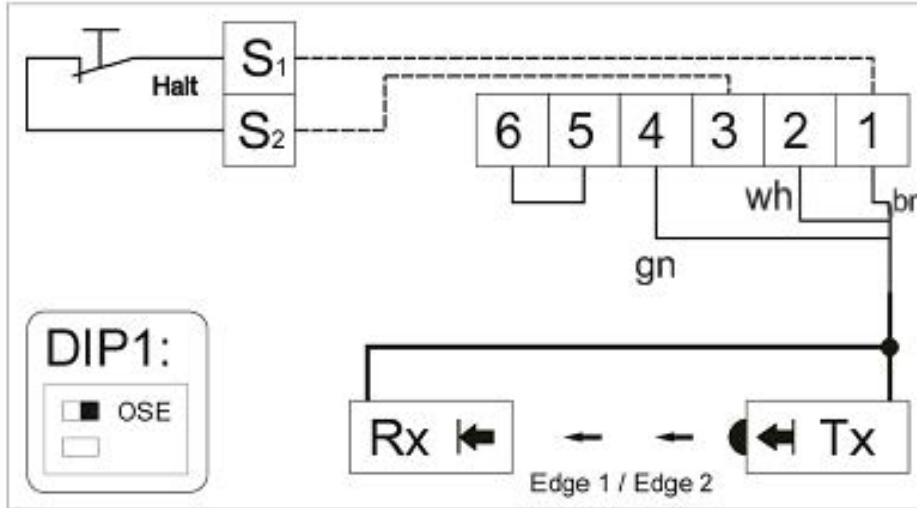 S1
Halt
S2
6 5 4 3 2 1
wh
br
gn
DIP1:
OSE
Rx
Tx
Edge 1 / Edge 2